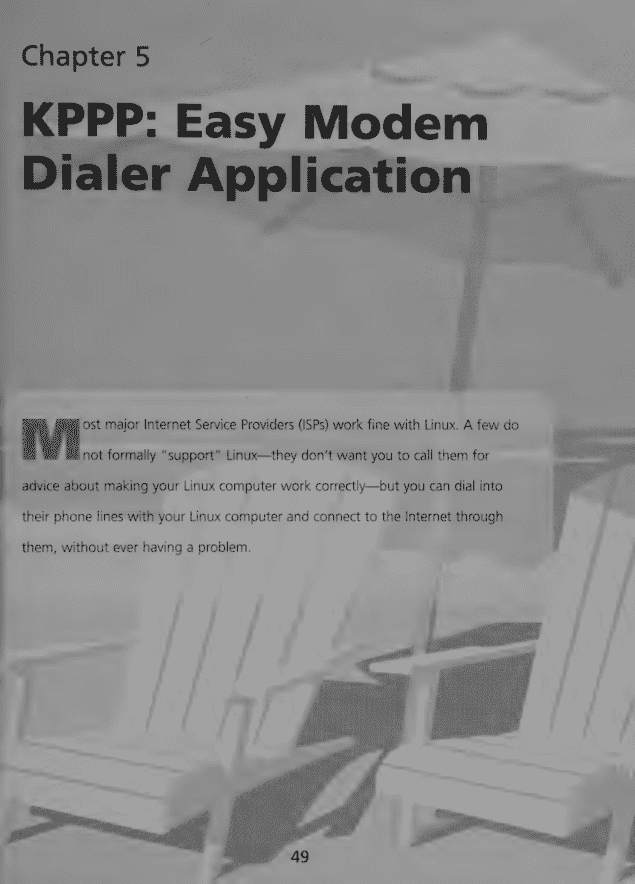 Chapter 5
KPPP: Easy Modem
Dialer Application
Most major Internet Service Providers (ISPs) work fine with Linux. A few do
not formally "support" Linux—they don't want you to call them for
advice about making your Linux computer work correctly—but you can dial into
their phone lines with your Linux computer and connect to the Internet through
them, without ever having a problem.
49